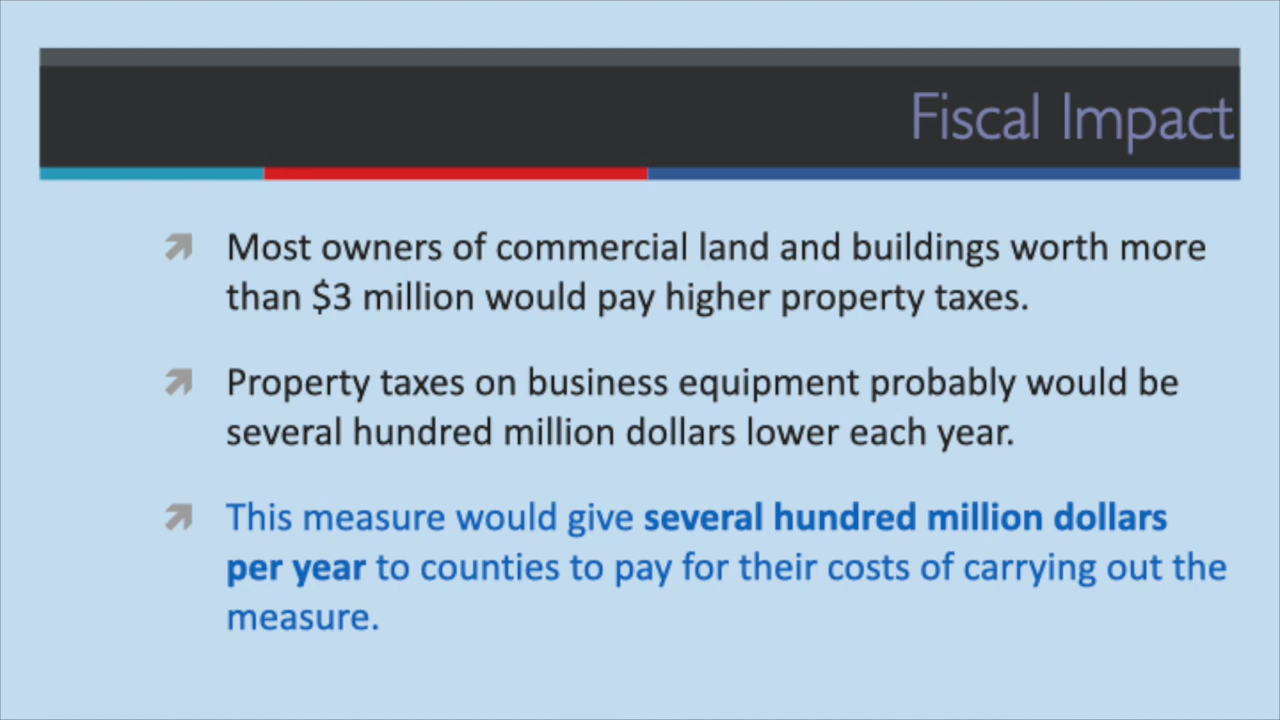 Fiscal Impact
Most owners of commercial land and buildings worth more
than $3 million would pay higher property taxes.
Property taxes on business equipment probably would be
several hundred million dollars lower each year.
This measure would give several hundred million dollars
per year to counties to pay for their costs of carrying out the
measure.